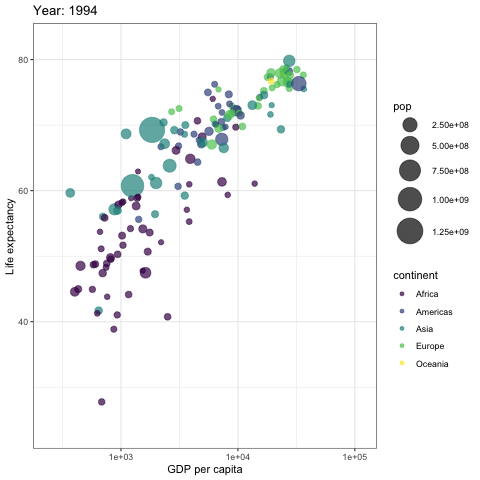 Year: 1994
80
60
40
Life expectancy
1e+03
1e+04
1e+05
GDP per capita
pop
2.50e+08
5.00e+08
7.50e+08
1.00e+09
1.25e+09
continent
Africa
Americas
Asia
Europe
Oceania